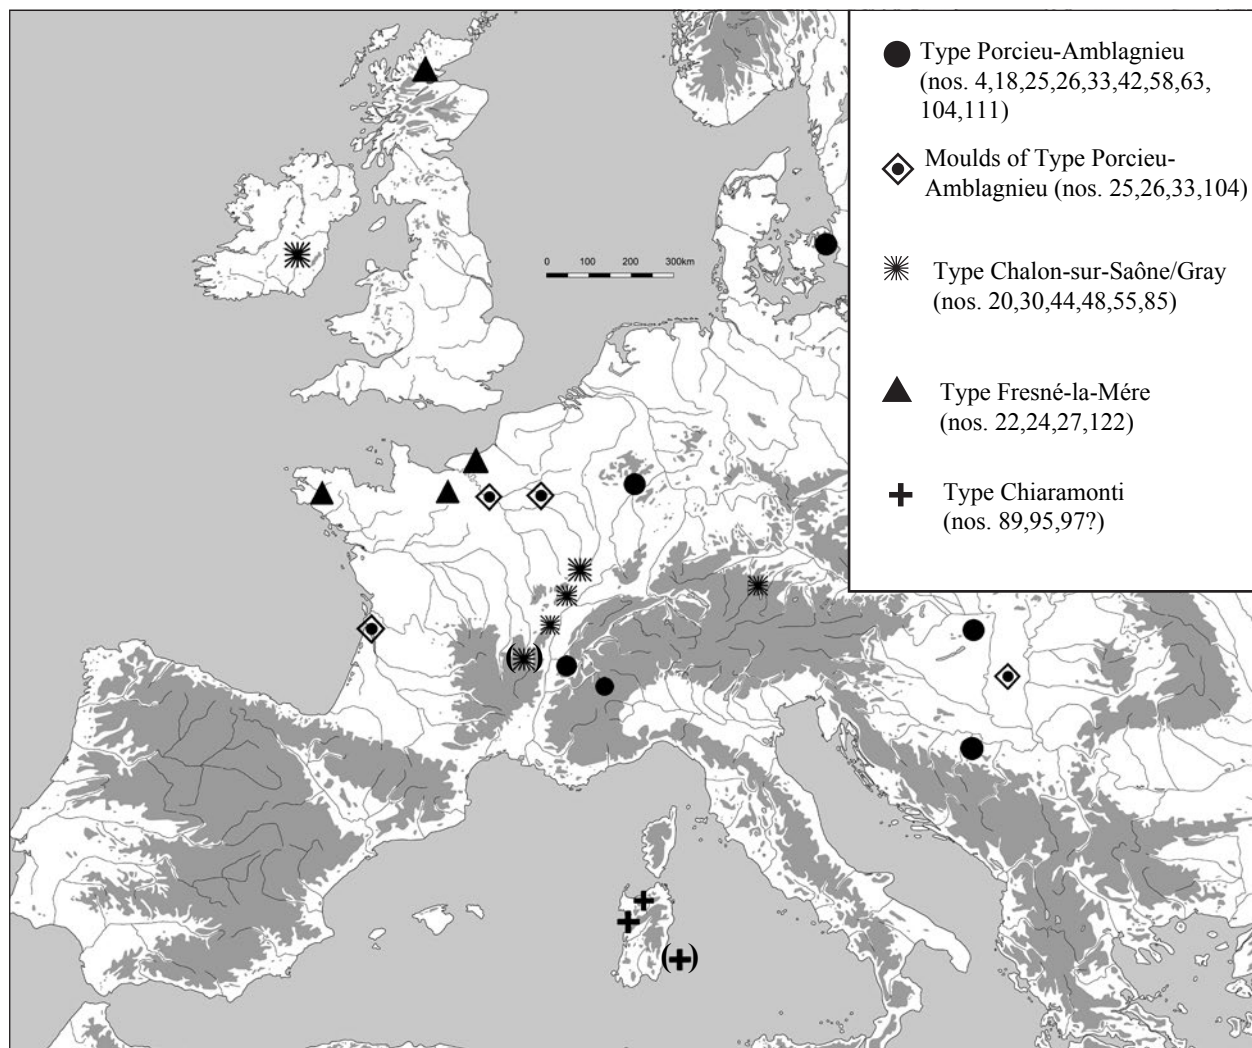 Type Porcieu-Amblagnieu
(nos. 4,18,25,26,33,42,58,63,
104,111)
Moulds of Type Porcieu-
Amblagnieu (nos. 25,26,33,104)
Type Chalon-sur-Saône/Gray
(nos. 20,30,44,48,55,85)
Type Fresné-la-Mére
(nos. 22,24,27,122)
Type Chiaramonti
(nos. 89,95,97?)
0 100 200 300km
( )
( )